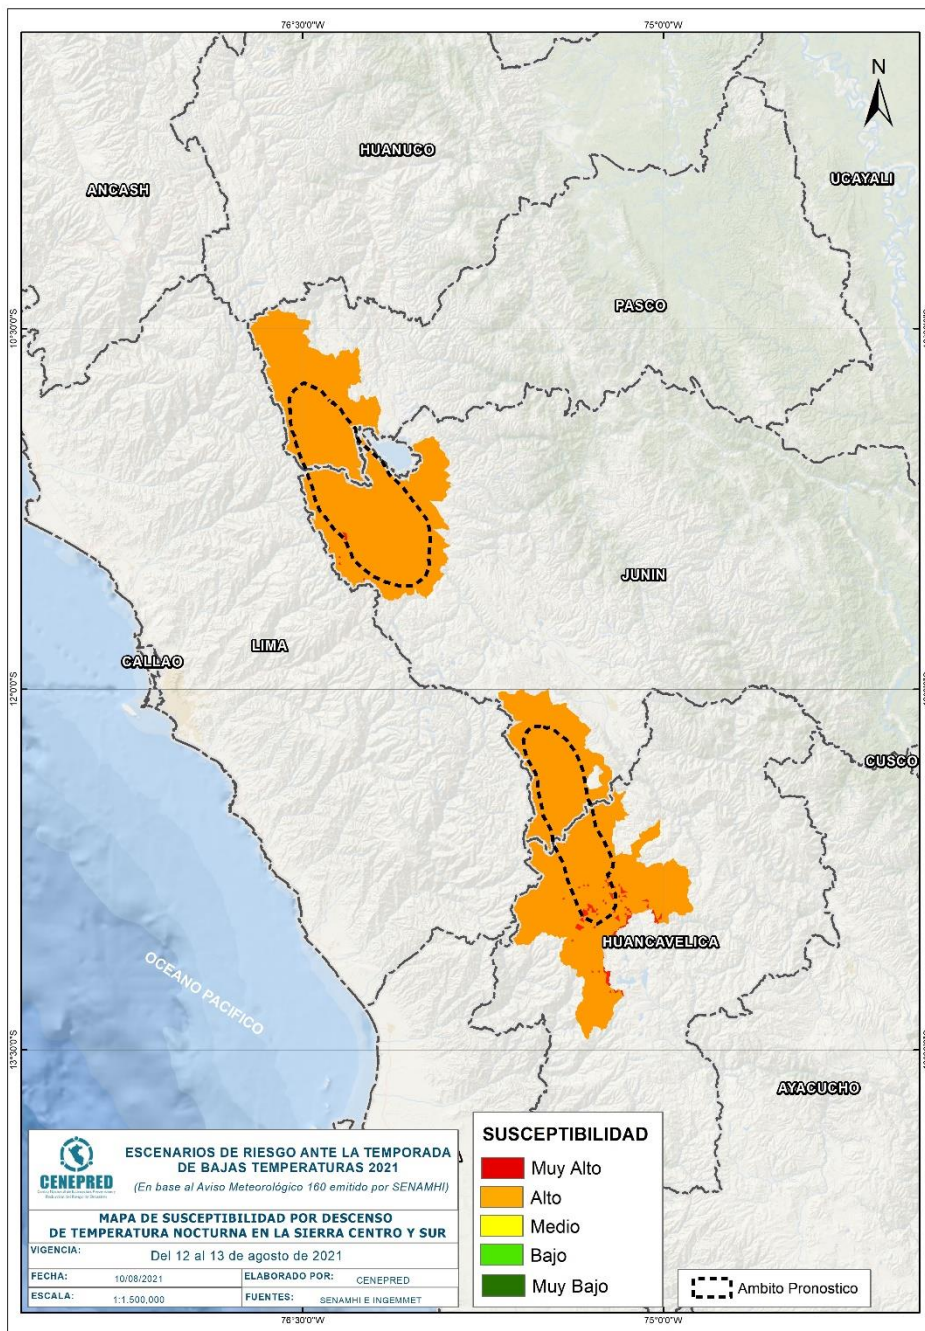 76°30'0"W
75°0'0"W
N
HUANUCO
ANCASH
UCAYALI
PASCO
10°30'0"S
JUNIN
LIMA
CALLAO
12°0'0"S
CUSCO
HUANCAVELICA
OCEANO PACIFICO
13°30'0"S
AYACUCHO
CENEPRED
ESCENARIOS DE RIESGO ANTE LA TEMPORADA
DE BAJAS TEMPERATURAS 2021
(En base al Aviso Meteorológico 160 emitido por SENAMHI)
MAPA DE SUSCEPTIBILIDAD POR DESCENSO
DE TEMPERATURA NOCTURNA EN LA SIERRA CENTRO Y SUR
VIGENCIA: Del 12 al 13 de agosto de 2021
FECHA: 10/08/2021 ELABORADO POR: CENEPRED
ESCALA: 1:1.500,000 FUENTES: SENAMHI E INGEMMET
SUSCEPTIBILIDAD
Muy Alto
Alto
Medio
Bajo
Muy Bajo
Ambito Pronostico
76°30'0"W
75°0'0"W